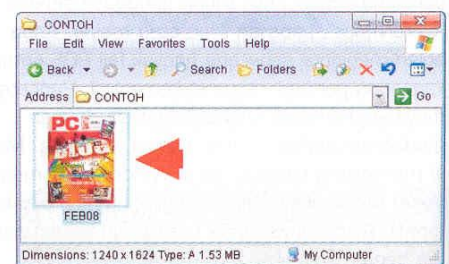 CONTOH
File Edit View Favorites Tools Help
Back Search Folders
Address CONTOH Go
PC
BLOG
FEB08
Dimensions: 1240 x 1624 Type: A 1.53 MB My Computer